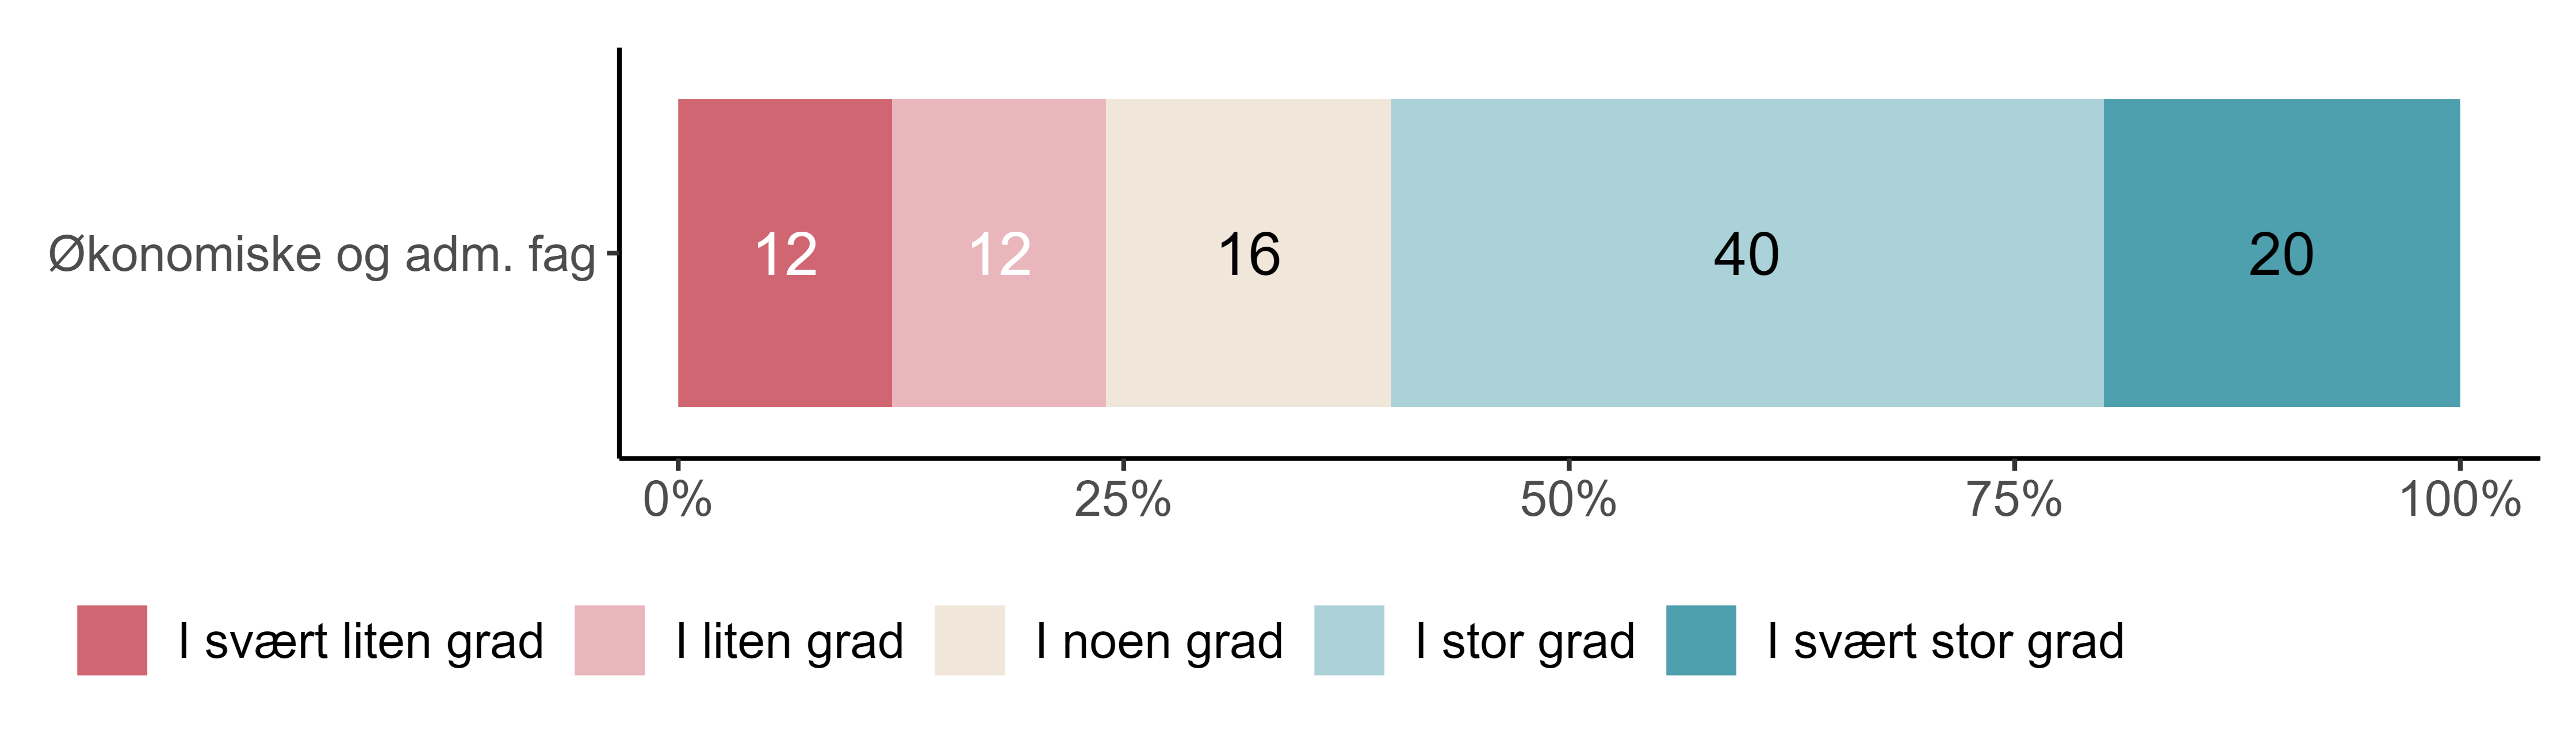 Økonomiske og adm. fag
12 12 16 40 20
0% 25% 50% 75% 100%
I svært liten grad I liten grad I noen grad I stor grad I svært stor grad